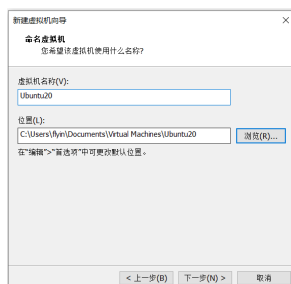 新建虚拟机向导
命名虚拟机
您希望该虚拟机使用什么名称?
虚拟机名称(V):
Ubuntu20
位置(L):
C:\Users\flyin\Documents\Virtual Machines\Ubuntu20
浏览(R)...
在"编辑">"首选项"中可更改默认位置。
< 上一步(B)
下一步(N) >
取消